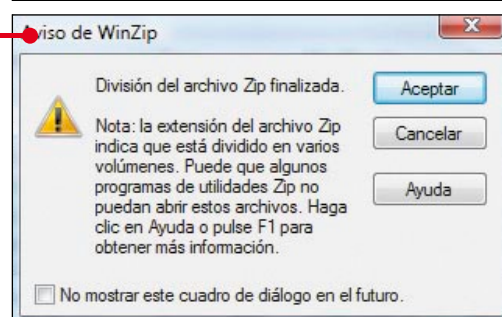 Aviso de WinZip
División del archivo Zip finalizada.
Aceptar
Nota: la extensión del archivo Zip
indica que está dividido en varios
volúmenes. Puede que algunos
programas de utilidades Zip no
puedan abrir estos archivos. Haga
clic en Ayuda o pulse F1 para
obtener más información.
Cancelar
Ayuda
No mostrar este cuadro de diálogo en el futuro.